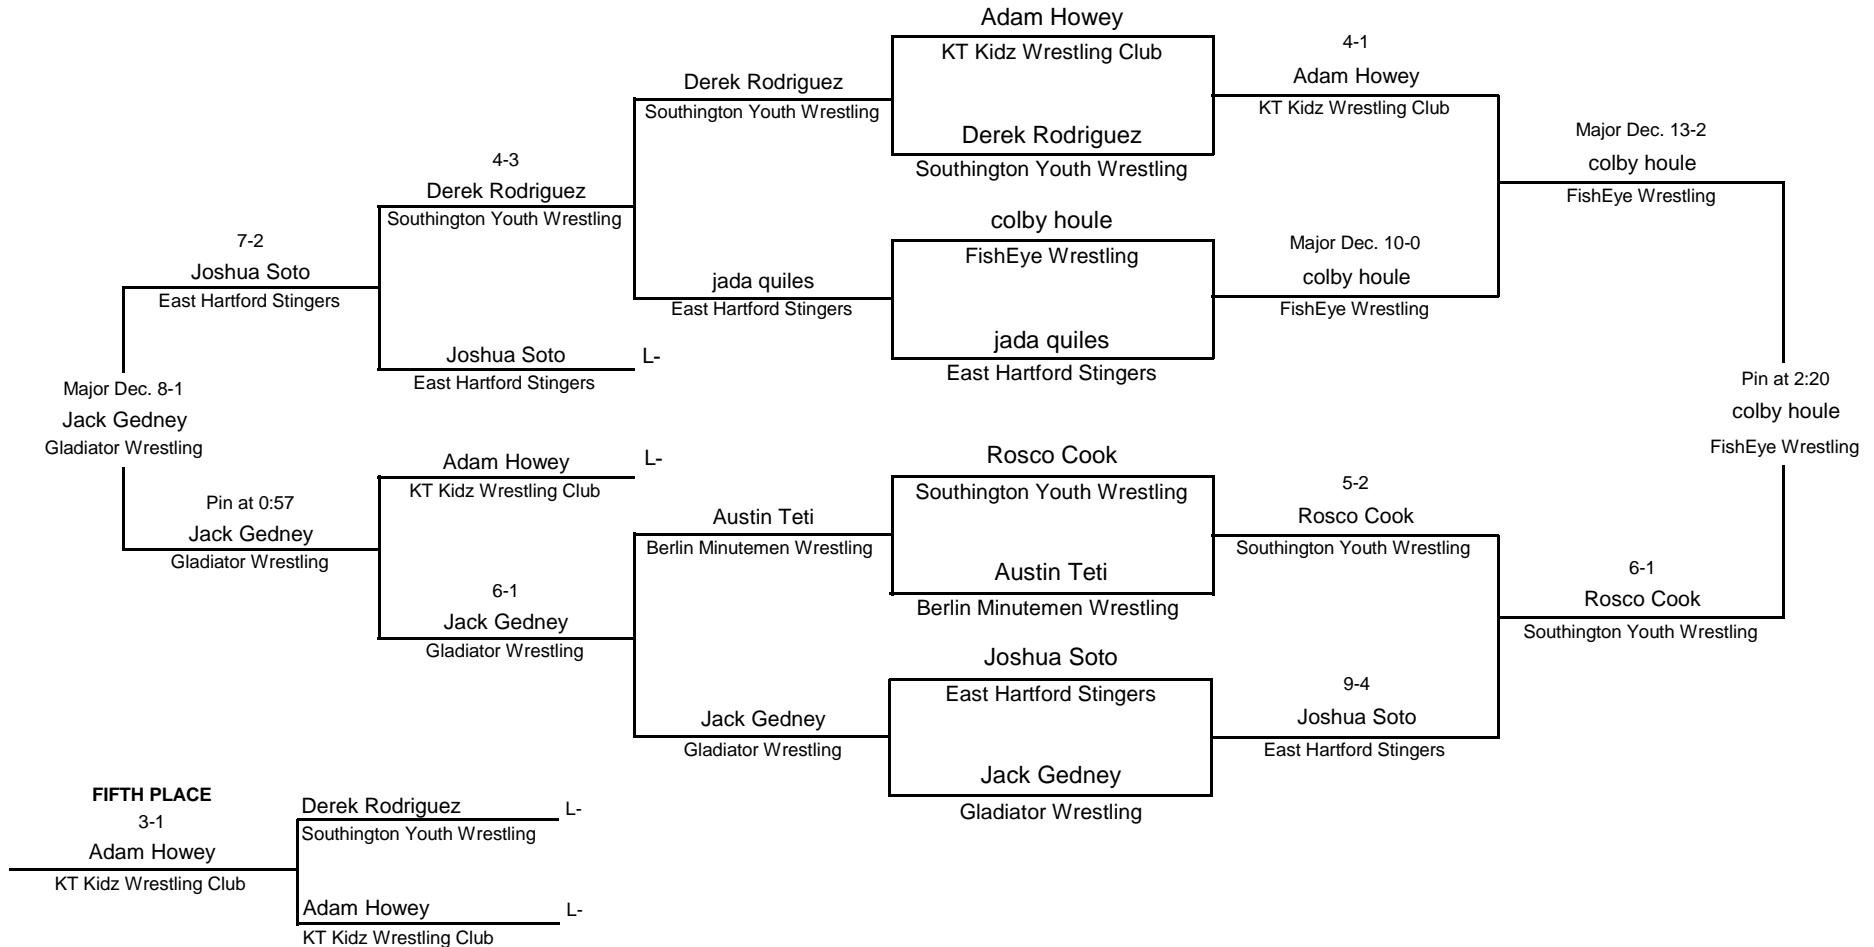 Adam Howey
KT Kidz Wrestling Club
4-1
Adam Howey
KT Kidz Wrestling Club
Derek Rodriguez
Southington Youth Wrestling
Derek Rodriguez
Southington Youth Wrestling
Major Dec. 13-2
colby houle
FishEye Wrestling
4-3
Derek Rodriguez
Southington Youth Wrestling
colby houle
FishEye Wrestling
Major Dec. 10-0
colby houle
FishEye Wrestling
7-2
Joshua Soto
East Hartford Stingers
jada quiles
East Hartford Stingers
jada quiles
East Hartford Stingers
Joshua Soto
L-
East Hartford Stingers
Major Dec. 8-1
Jack Gedney
Gladiator Wrestling
Pin at 2:20
colby houle
FishEye Wrestling
Adam Howey
L-
KT Kidz Wrestling Club
Rosco Cook
Southington Youth Wrestling
5-2
Rosco Cook
Southington Youth Wrestling
Pin at 0:57
Jack Gedney
Gladiator Wrestling
Austin Teti
Berlin Minutemen Wrestling
Austin Teti
Berlin Minutemen Wrestling
6-1
Jack Gedney
Gladiator Wrestling
6-1
Rosco Cook
Southington Youth Wrestling
Joshua Soto
East Hartford Stingers
9-4
Joshua Soto
East Hartford Stingers
Jack Gedney
Gladiator Wrestling
Jack Gedney
Gladiator Wrestling
FIFTH PLACE
3-1
Adam Howey
KT Kidz Wrestling Club
Derek Rodriguez
L-
Southington Youth Wrestling
Adam Howey
L-
KT Kidz Wrestling Club